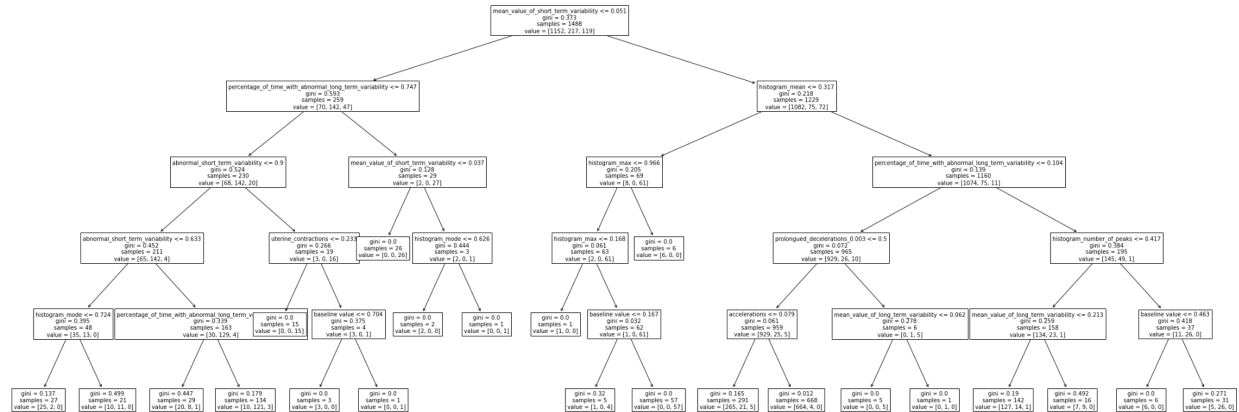 mean_value_of_short_term_variability <= 0.051
gini = 0.373
samples = 1488
value = [1152, 217, 119]
percentage_of_time_with_abnormal_long_term_variability <= 0.747
gini = 0.593
samples = 259
value = [70, 142, 47]
histogram_mean <= 0.317
gini = 0.218
samples = 1229
value = [1082, 75, 72]
abnormal_short_term_variability <= 0.9
gini = 0.524
samples = 230
value = [68, 142, 20]
mean_value_of_short_term_variability <= 0.037
gini = 0.128
samples = 29
value = [2, 0, 27]
histogram_max <= 0.966
gini = 0.205
samples = 69
value = [8, 0, 61]
percentage_of_time_with_abnormal_long_term_variability <= 0.104
gini = 0.139
samples = 1160
value = [1074, 75, 11]
abnormal_short_term_variability <= 0.633
gini = 0.452
samples = 211
value = [65, 142, 4]
uterine_contractions <= 0.233
gini = 0.266
samples = 19
value = [3, 0, 16]
gini = 0.0
samples = 26
value = [0, 0, 26]
histogram_mode <= 0.626
gini = 0.444
samples = 3
value = [2, 0, 1]
histogram_max <= 0.168
gini = 0.061
samples = 63
value = [2, 0, 61]
gini = 0.0
samples = 6
value = [6, 0, 0]
prolongued_decelerations_0.003 <= 0.5
gini = 0.072
samples = 965
value = [929, 26, 10]
histogram_number_of_peaks <= 0.417
gini = 0.384
samples = 195
value = [145, 49, 1]
histogram_mode <= 0.724
gini = 0.395
samples = 48
value = [35, 13, 0]
percentage_of_time_with_abnormal_long_term_v
gini = 0.339
samples = 163
value = [30, 129, 4]
gini = 0.0
samples = 15
value = [0, 0, 15]
baseline value <= 0.704
gini = 0.375
samples = 4
value = [3, 0, 1]
gini = 0.0
samples = 2
value = [2, 0, 0]
gini = 0.0
samples = 1
value = [0, 0, 1]
gini = 0.0
samples = 1
value = [1, 0, 0]
baseline value <= 0.167
gini = 0.032
samples = 62
value = [1, 0, 61]
accelerations <= 0.079
gini = 0.061
samples = 959
value = [929, 25, 5]
mean_value_of_long_term_variability <= 0.062
gini = 0.278
samples = 6
value = [0, 1, 5]
mean_value_of_long_term_variability <= 0.213
gini = 0.259
samples = 158
value = [134, 23, 1]
baseline value <= 0.463
gini = 0.418
samples = 37
value = [11, 26, 0]
gini = 0.137
samples = 27
value = [25, 2, 0]
gini = 0.499
samples = 21
value = [10, 11, 0]
gini = 0.447
samples = 29
value = [20, 8, 1]
gini = 0.179
samples = 134
value = [10, 121, 3]
gini = 0.0
samples = 3
value = [3, 0, 0]
gini = 0.0
samples = 1
value = [0, 0, 1]
gini = 0.32
samples = 5
value = [1, 0, 4]
gini = 0.0
samples = 57
value = [0, 0, 57]
gini = 0.165
samples = 291
value = [265, 21, 5]
gini = 0.012
samples = 668
value = [664, 4, 0]
gini = 0.0
samples = 5
value = [0, 0, 5]
gini = 0.0
samples = 1
value = [0, 1, 0]
gini = 0.19
samples = 142
value = [127, 14, 1]
gini = 0.492
samples = 16
value = [7, 9, 0]
gini = 0.0
samples = 6
value = [6, 0, 0]
gini = 0.271
samples = 31
value = [5, 26, 0]